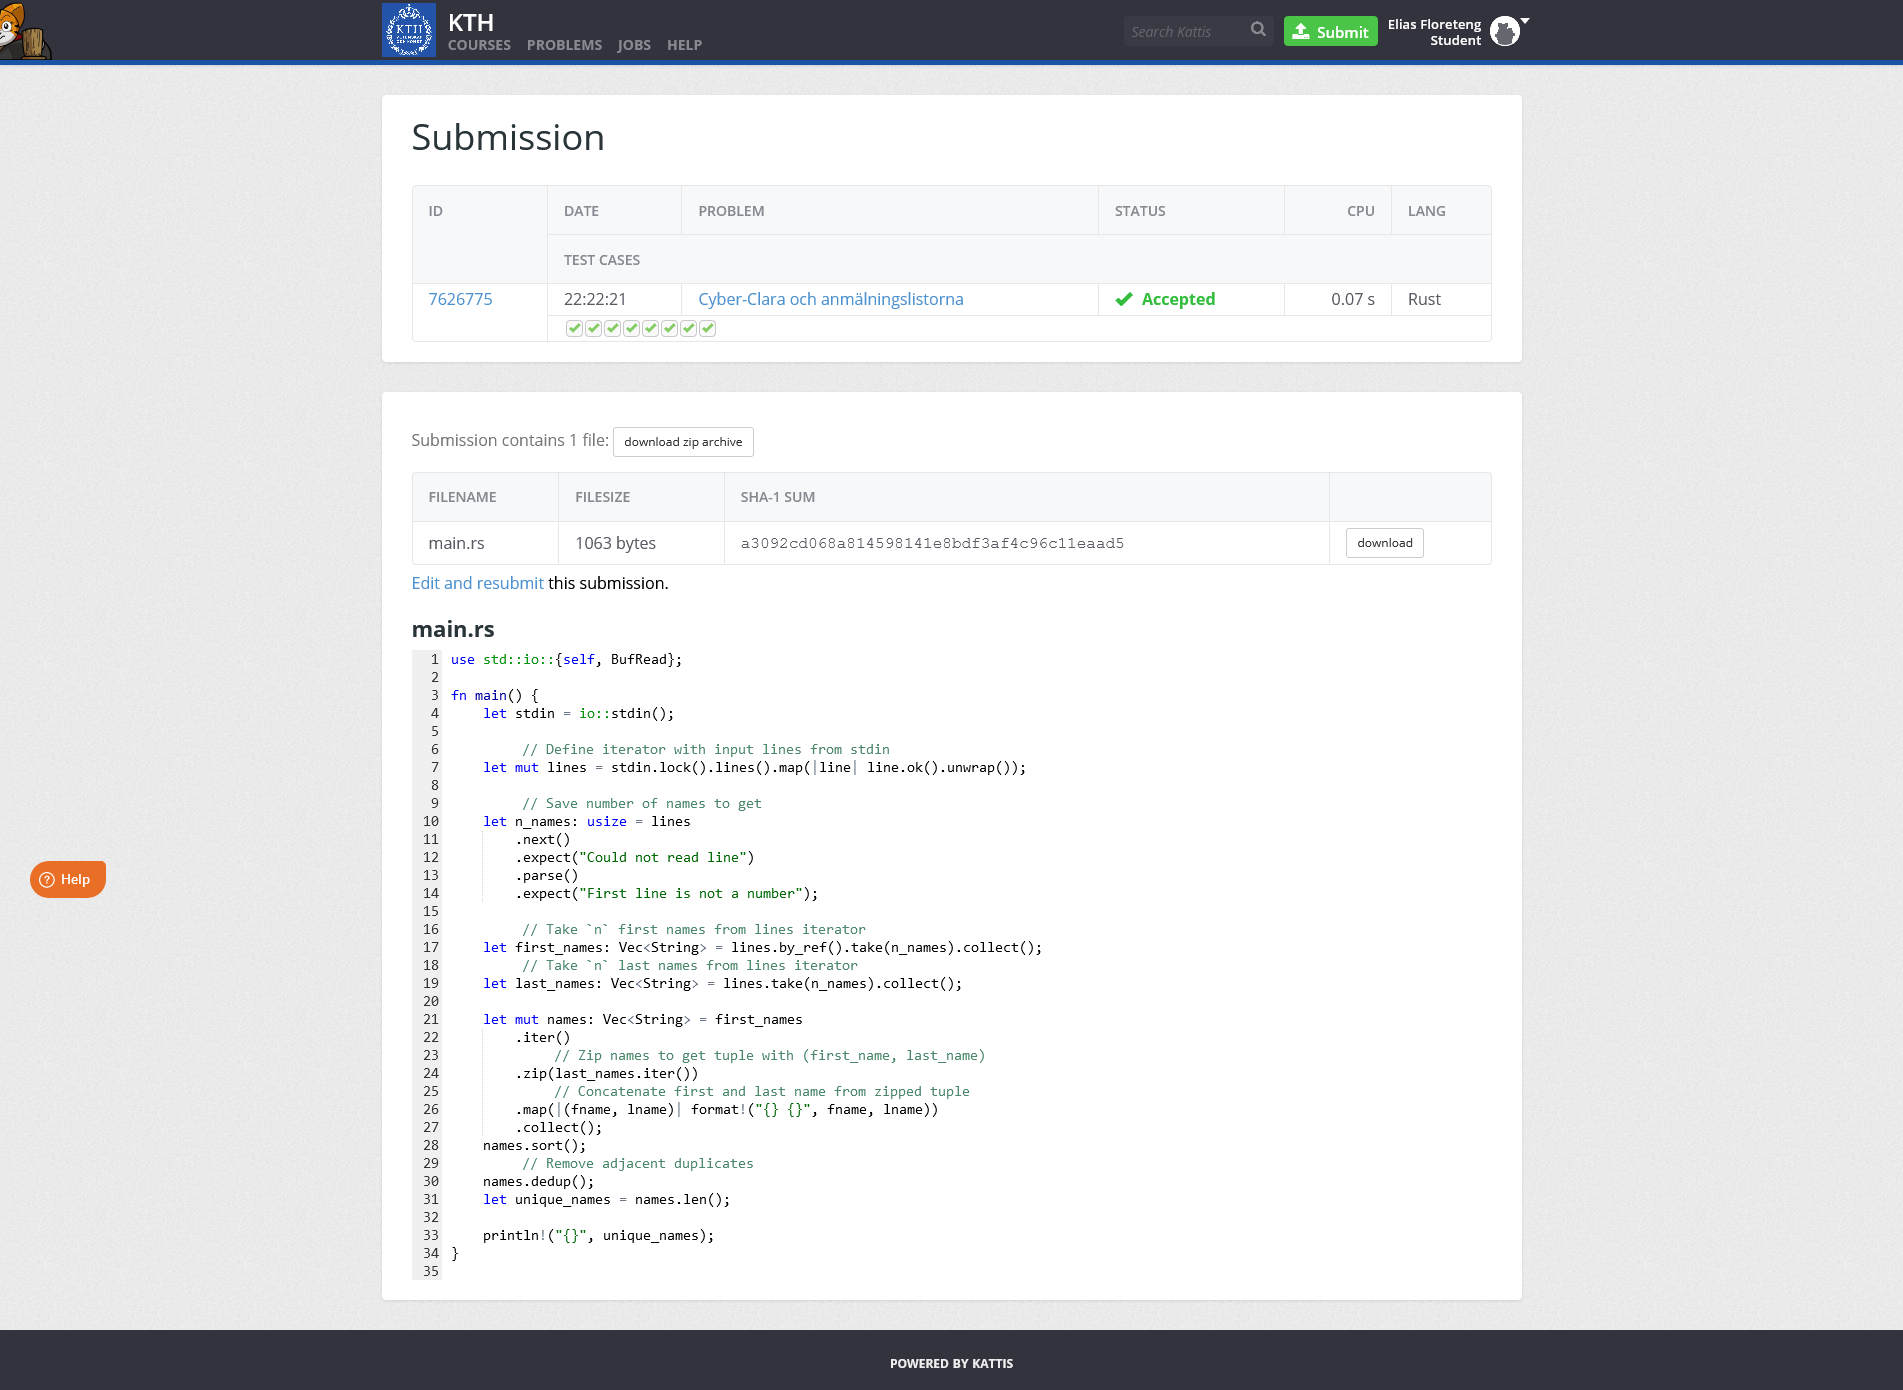 KTH
COURSES PROBLEMS JOBS HELP
Search Kattis
Submit
Elias Floreteng
Student
Submission
ID DATE PROBLEM STATUS CPU LANG
TEST CASES
7626775 22:22:21 Cyber-Clara och anmälningslistorna Accepted 0.07 s Rust
Submission contains 1 file: download zip archive
FILENAME FILESIZE SHA-1 SUM
main.rs 1063 bytes a3092cd068a814598141e8bdf3af4c96c11eaad5 download
Edit and resubmit this submission.
main.rs
1 use std::io::{self, BufRead};
2
3 fn main() {
4     let stdin = io::stdin();
5
6         // Define iterator with input lines from stdin
7     let mut lines = stdin.lock().lines().map(|line| line.ok().unwrap());
8
9         // Save number of names to get
10     let n_names: usize = lines
11         .next()
12         .expect("Could not read line")
13         .parse()
14         .expect("First line is not a number");
15
16         // Take `n` first names from lines iterator
17     let first_names: Vec<String> = lines.by_ref().take(n_names).collect();
18         // Take `n` last names from lines iterator
19     let last_names: Vec<String> = lines.take(n_names).collect();
20
21     let mut names: Vec<String> = first_names
22         .iter()
23             // Zip names to get tuple with (first_name, last_name)
24         .zip(last_names.iter())
25             // Concatenate first and last name from zipped tuple
26         .map(|(fname, lname)| format!("{} {}", fname, lname))
27         .collect();
28     names.sort();
29         // Remove adjacent duplicates
30     names.dedup();
31     let unique_names = names.len();
32
33     println!("{}", unique_names);
34 }
35
Help
POWERED BY KATTIS